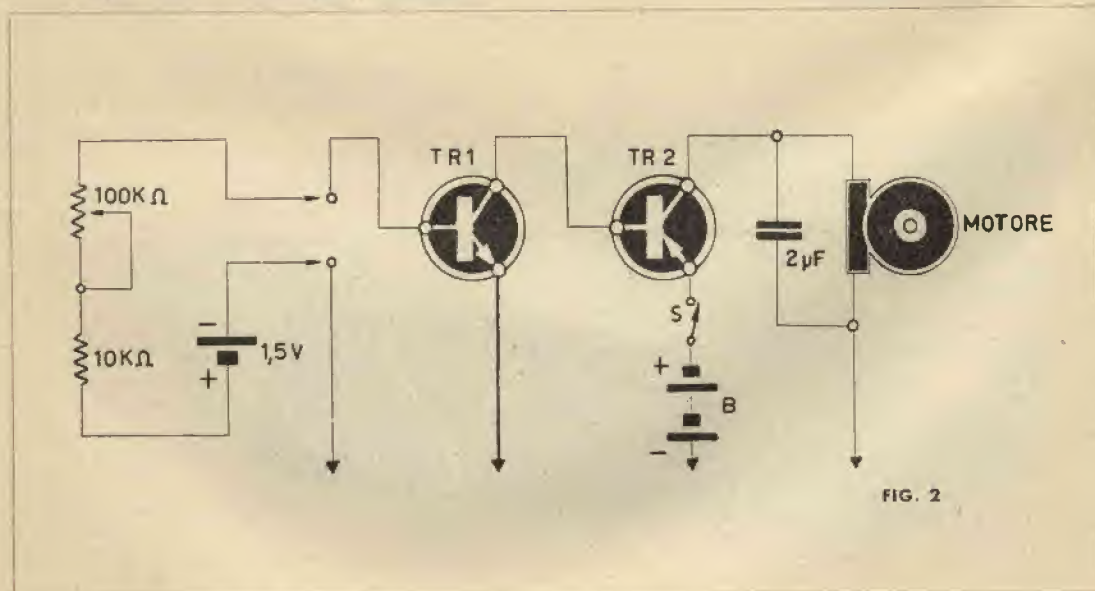 TR1
TR2
100KΩ
MOTORE
2µF
S
-
1,5V
10KΩ
+
+
B
-
FIG. 2